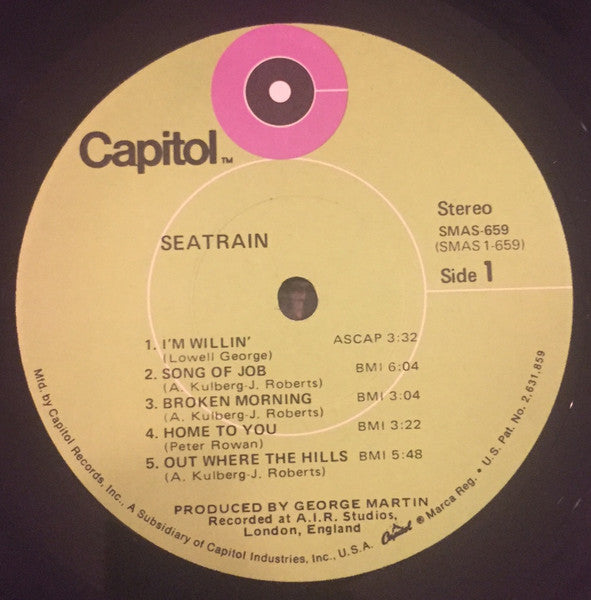 Capitol™
Stereo
SMAS-659
(SMAS1-659)
Side 1
SEATRAIN
1. I'M WILLIN' ASCAP 3:32
(Lowell George)
2. SONG OF JOB BMI 6:04
(A. Kulberg-J. Roberts)
3. BROKEN MORNING BMI 3:04
(A. Kulberg-J. Roberts)
4. HOME TO YOU BMI 3:22
(Peter Rowan)
5. OUT WHERE THE HILLS BMI 5:48
(A. Kulberg-J. Roberts)
PRODUCED BY GEORGE MARTIN
Recorded at A.I.R. Studios,
London, England
Mfd. by Capitol Records, Inc., A Subsidiary of Capitol Industries, Inc., U.S.A. Capitol ® Marca Reg. • U.S. Pat. No. 2,631,859